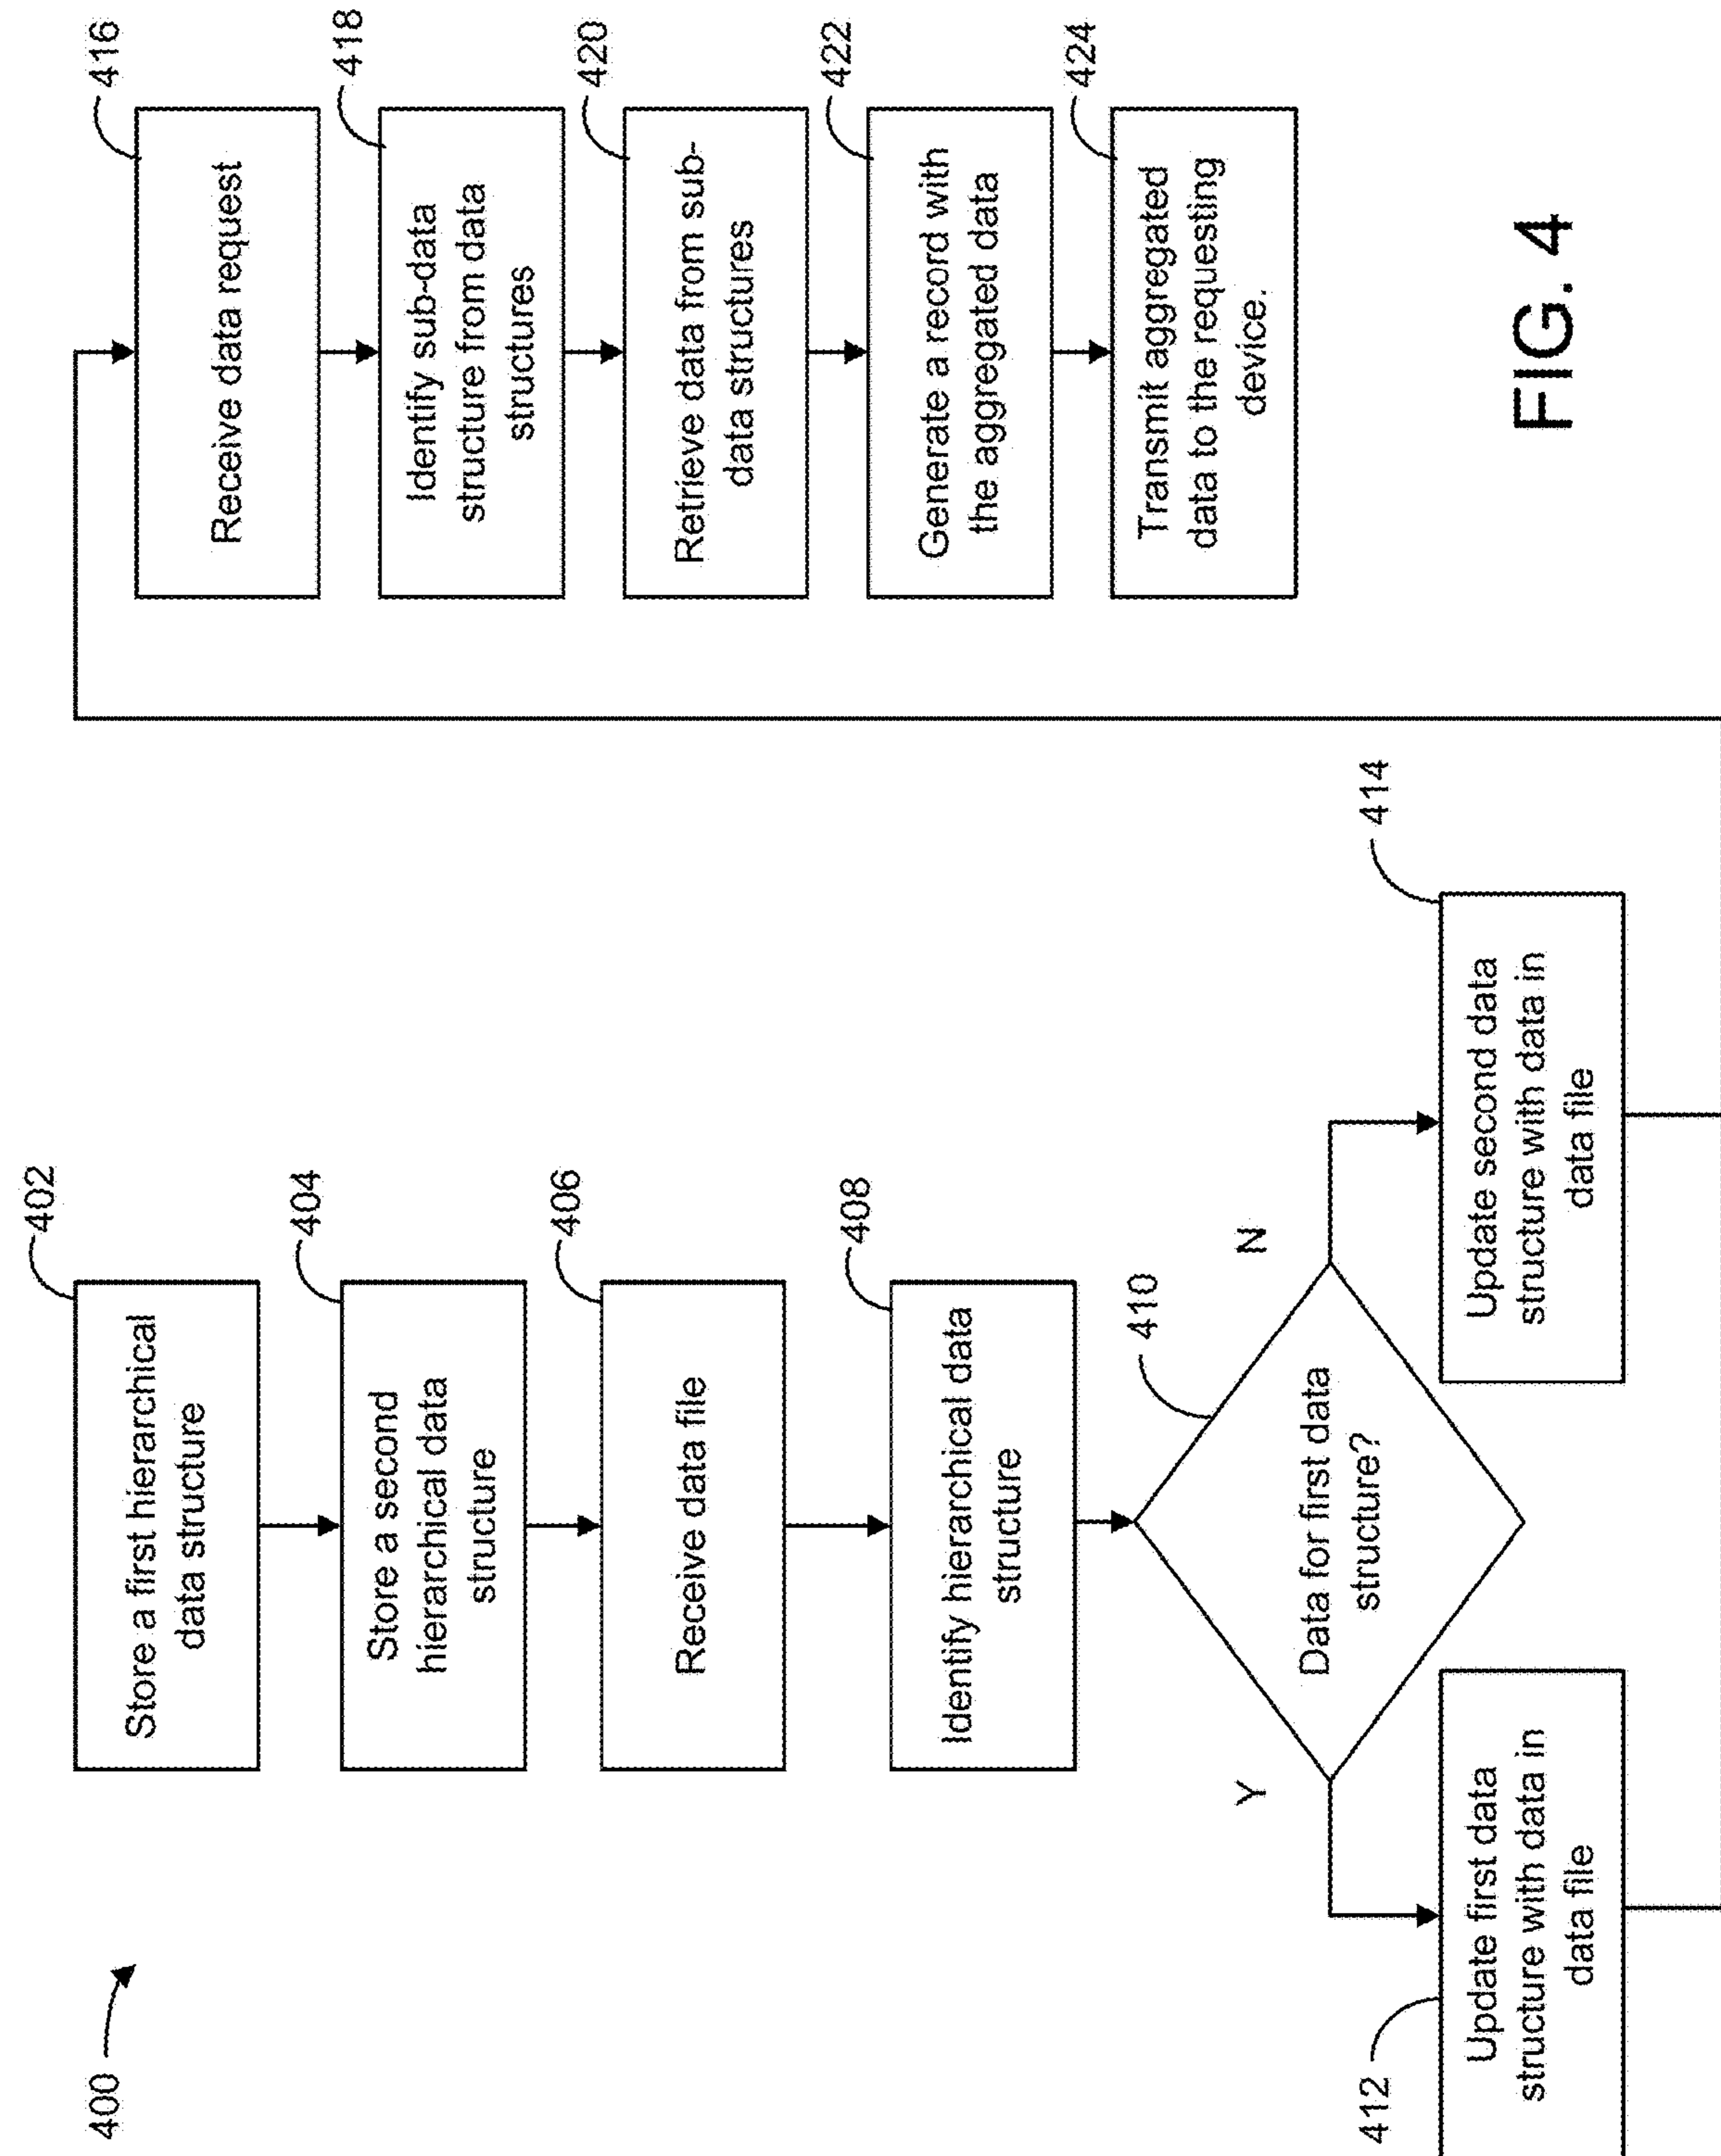 400
402
Store a first hierarchical
data structure
404
Store a second
hierarchical data
structure
406
Receive data file
408
Identify hierarchical data
structure
410
Data for first data
structure?
Y
N
412
Update first data
structure with data in
data file
414
Update second data
structure with data in
data file
416
Receive data request
418
Identify sub-data
structure from data
structures
420
Retrieve data from sub-
data structures
422
Generate a record with
the aggregated data
424
Transmit aggregated
data to the requesting
device.
FIG. 4